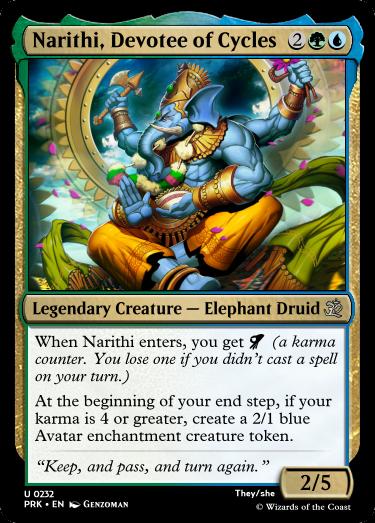 Narithi, Devotee of Cycles 2
Legendary Creature — Elephant Druid
When Narithi enters, you get (a karma
counter. You lose one if you didn't cast a spell
on your turn.)
At the beginning of your end step, if your
karma is 4 or greater, create a 2/1 blue
Avatar enchantment creature token.
“Keep, and pass, and turn again.”
2/5
U 0232
They/she
PRK • EN GENZOMAN
© Wizards of the Coast